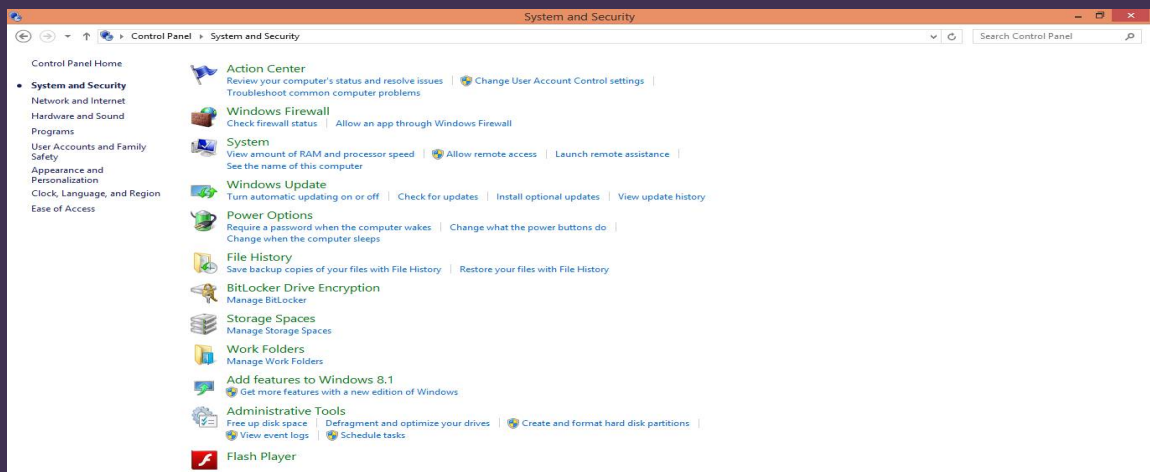 System and Security
Control Panel System and Security
Search Control Panel
Control Panel Home
System and Security
Network and Internet
Hardware and Sound
Programs
User Accounts and Family
Safety
Appearance and
Personalization
Clock, Language, and Region
Ease of Access
Action Center
Review your computer's status and resolve issues Change User Account Control settings
Troubleshoot common computer problems
Windows Firewall
Check firewall status Allow an app through Windows Firewall
System
View amount of RAM and processor speed Allow remote access Launch remote assistance
See the name of this computer
Windows Update
Turn automatic updating on or off Check for updates Install optional updates View update history
Power Options
Require a password when the computer wakes Change what the power buttons do
Change when the computer sleeps
File History
Save backup copies of your files with File History Restore your files with File History
BitLocker Drive Encryption
Manage BitLocker
Storage Spaces
Manage Storage Spaces
Work Folders
Manage Work Folders
Add features to Windows 8.1
Get more features with a new edition of Windows
Administrative Tools
Free up disk space Defragment and optimize your drives Create and format hard disk partitions
View event logs Schedule tasks
Flash Player